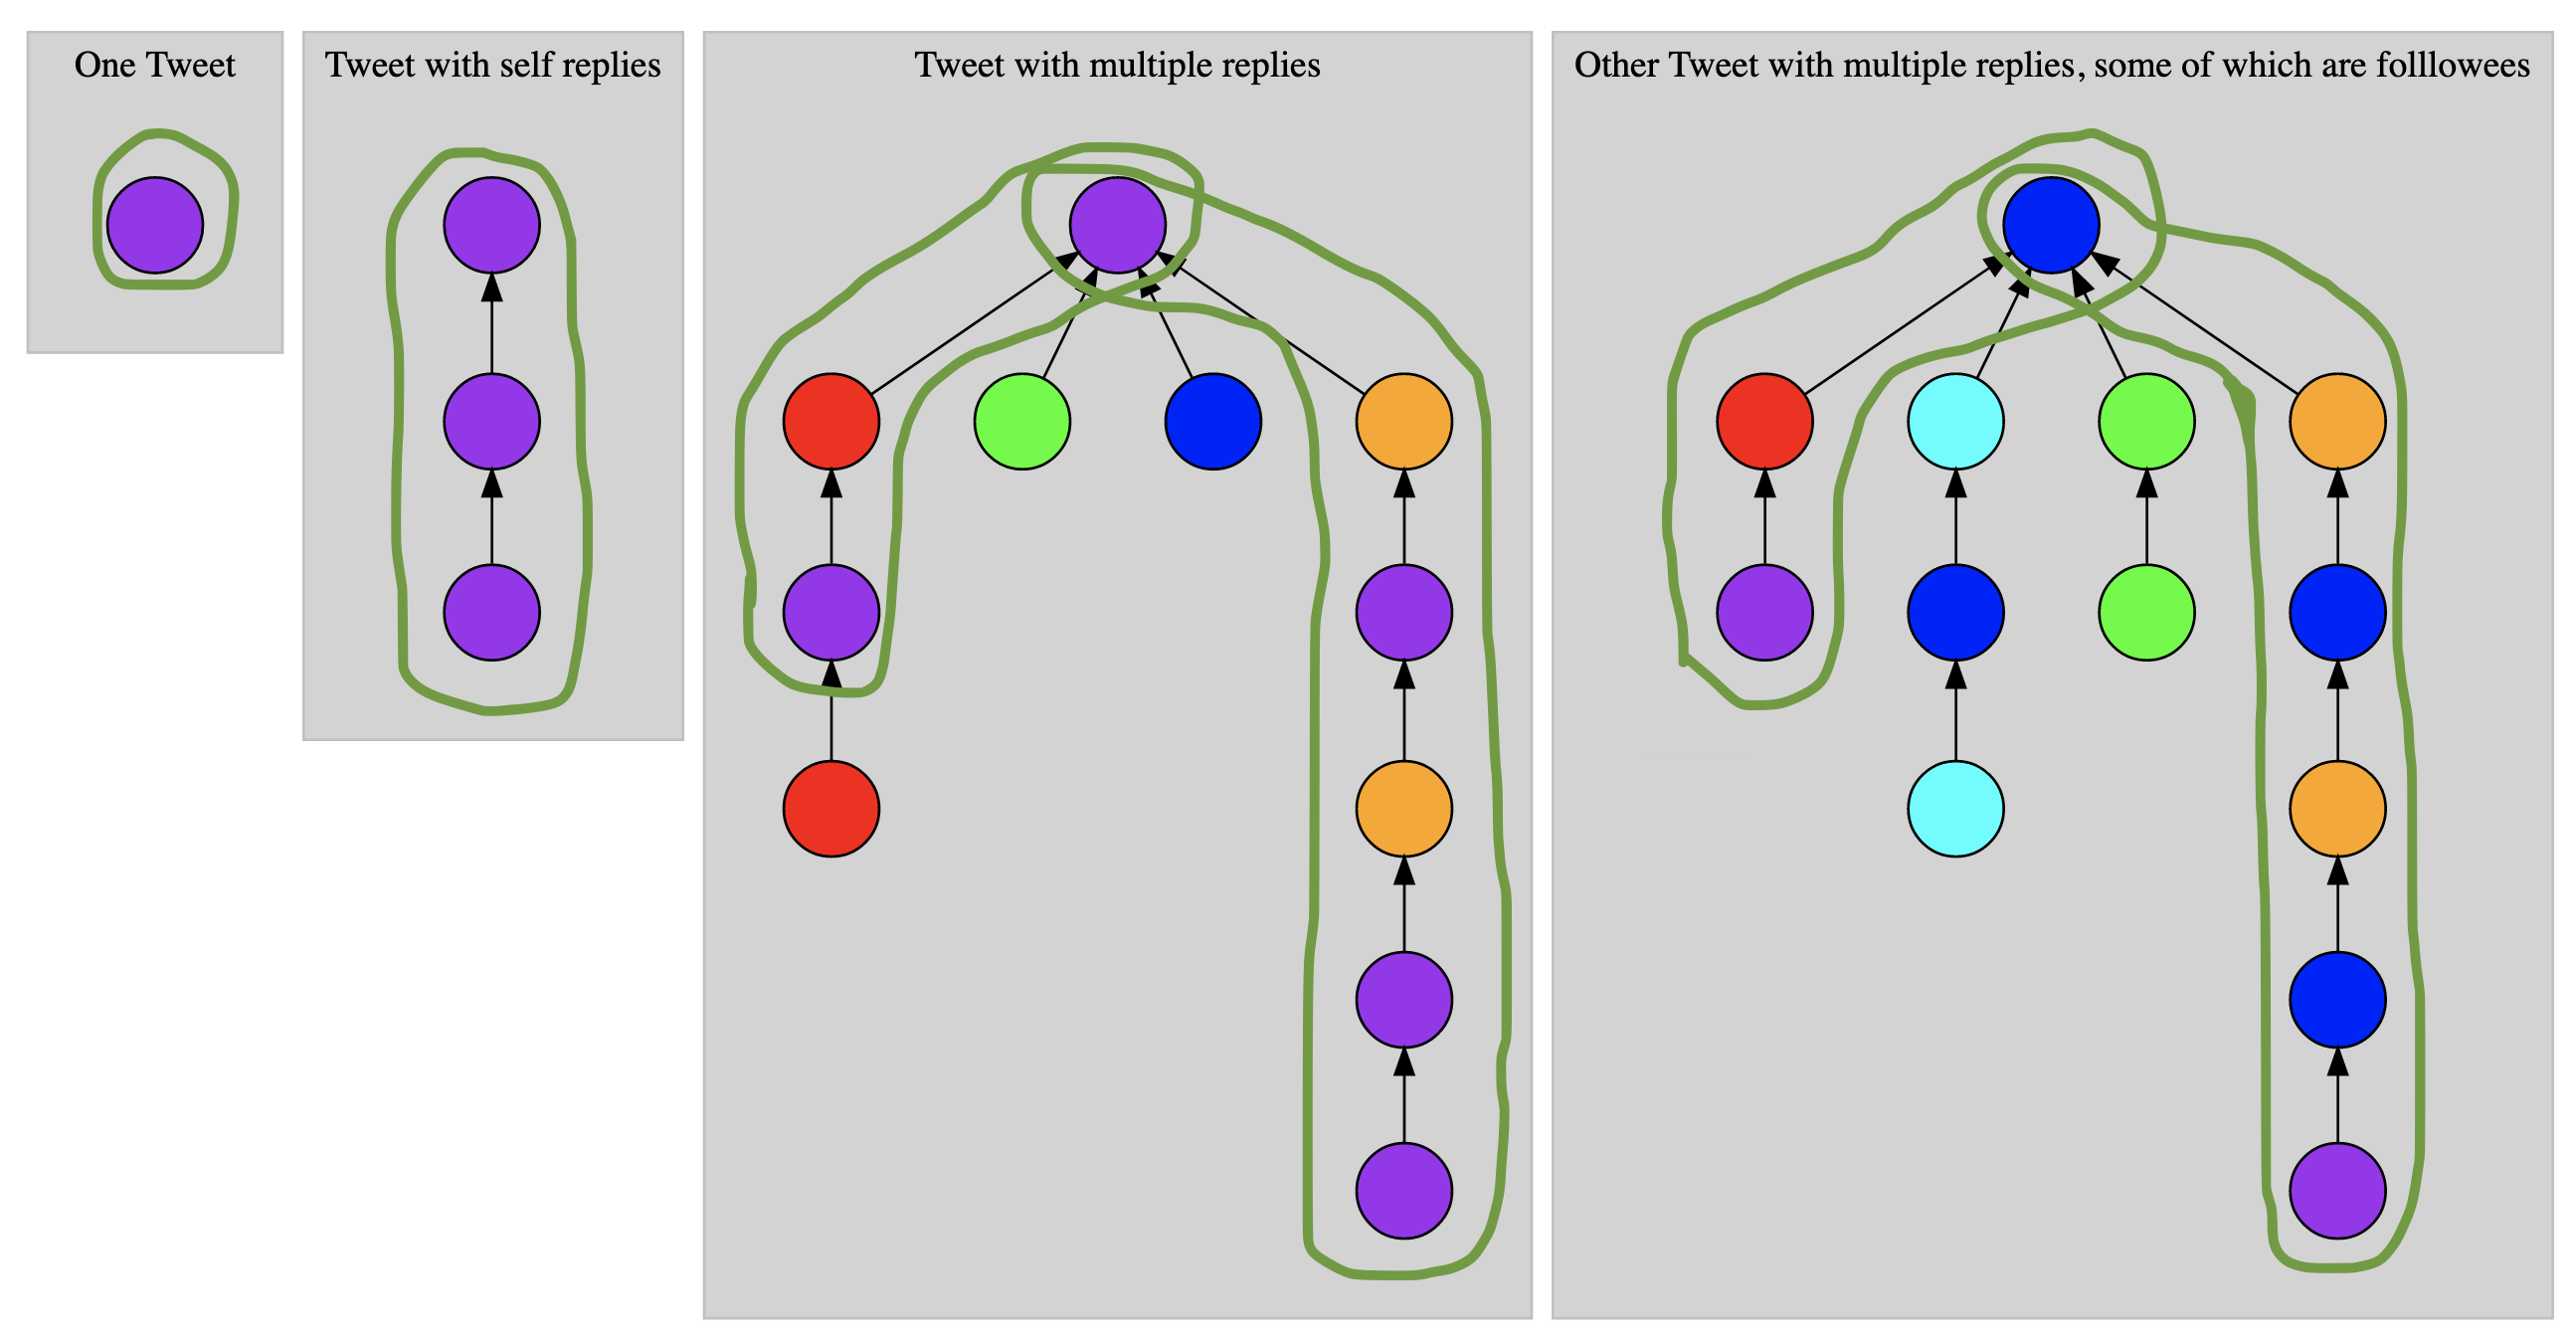 One Tweet
Tweet with self replies
Tweet with multiple replies
Other Tweet with multiple replies, some of which are folllowees